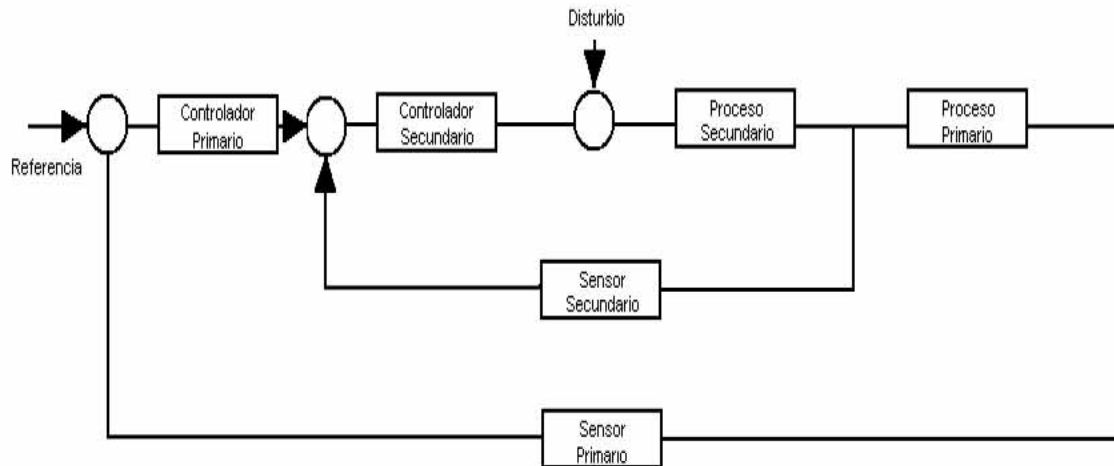 Disturbio
Controlador
Primario
Controlador
Secundario
Proceso
Secundario
Proceso
Primario
Referencia
Sensor
Secundario
Sensor
Primario